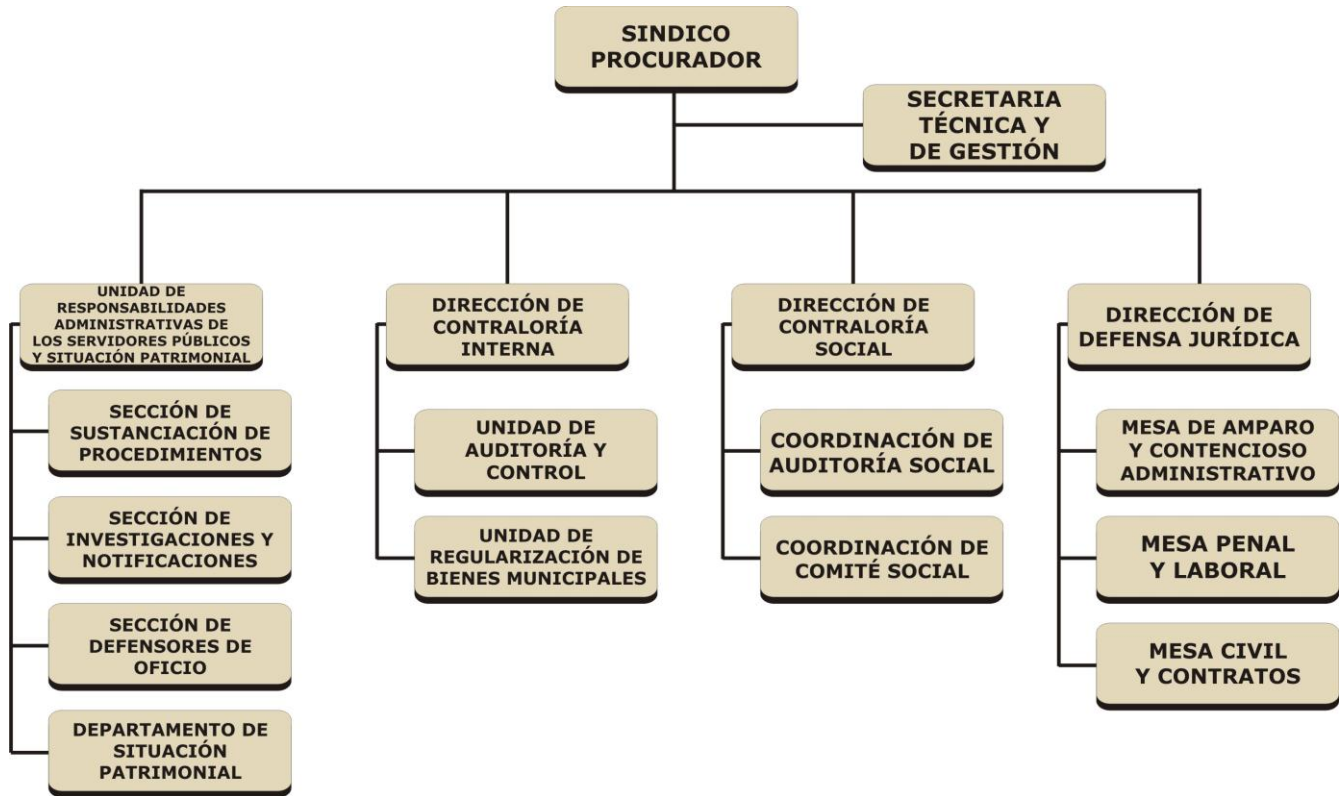 SINDICO
PROCURADOR
SECRETARIA
TÉCNICA Y
DE GESTIÓN
UNIDAD DE
RESPONSABILIDADES
ADMINISTRATIVAS DE
LOS SERVIDORES PÚBLICOS
Y SITUACIÓN PATRIMONIAL
SECCIÓN DE
SUSTANCIACIÓN DE
PROCEDIMIENTOS
SECCIÓN DE
INVESTIGACIONES Y
NOTIFICACIONES
SECCIÓN DE
DEFENSORES DE
OFICIO
DEPARTAMENTO DE
SITUACIÓN
PATRIMONIAL
DIRECCIÓN DE
CONTRALORÍA
INTERNA
UNIDAD DE
AUDITORÍA Y
CONTROL
UNIDAD DE
REGULARIZACIÓN DE
BIENES MUNICIPALES
DIRECCIÓN DE
CONTRALORÍA
SOCIAL
COORDINACIÓN DE
AUDITORÍA SOCIAL
COORDINACIÓN DE
COMITÉ SOCIAL
DIRECCIÓN DE
DEFENSA JURÍDICA
MESA DE AMPARO
Y CONTENCIOSO
ADMINISTRATIVO
MESA PENAL
Y LABORAL
MESA CIVIL
Y CONTRATOS